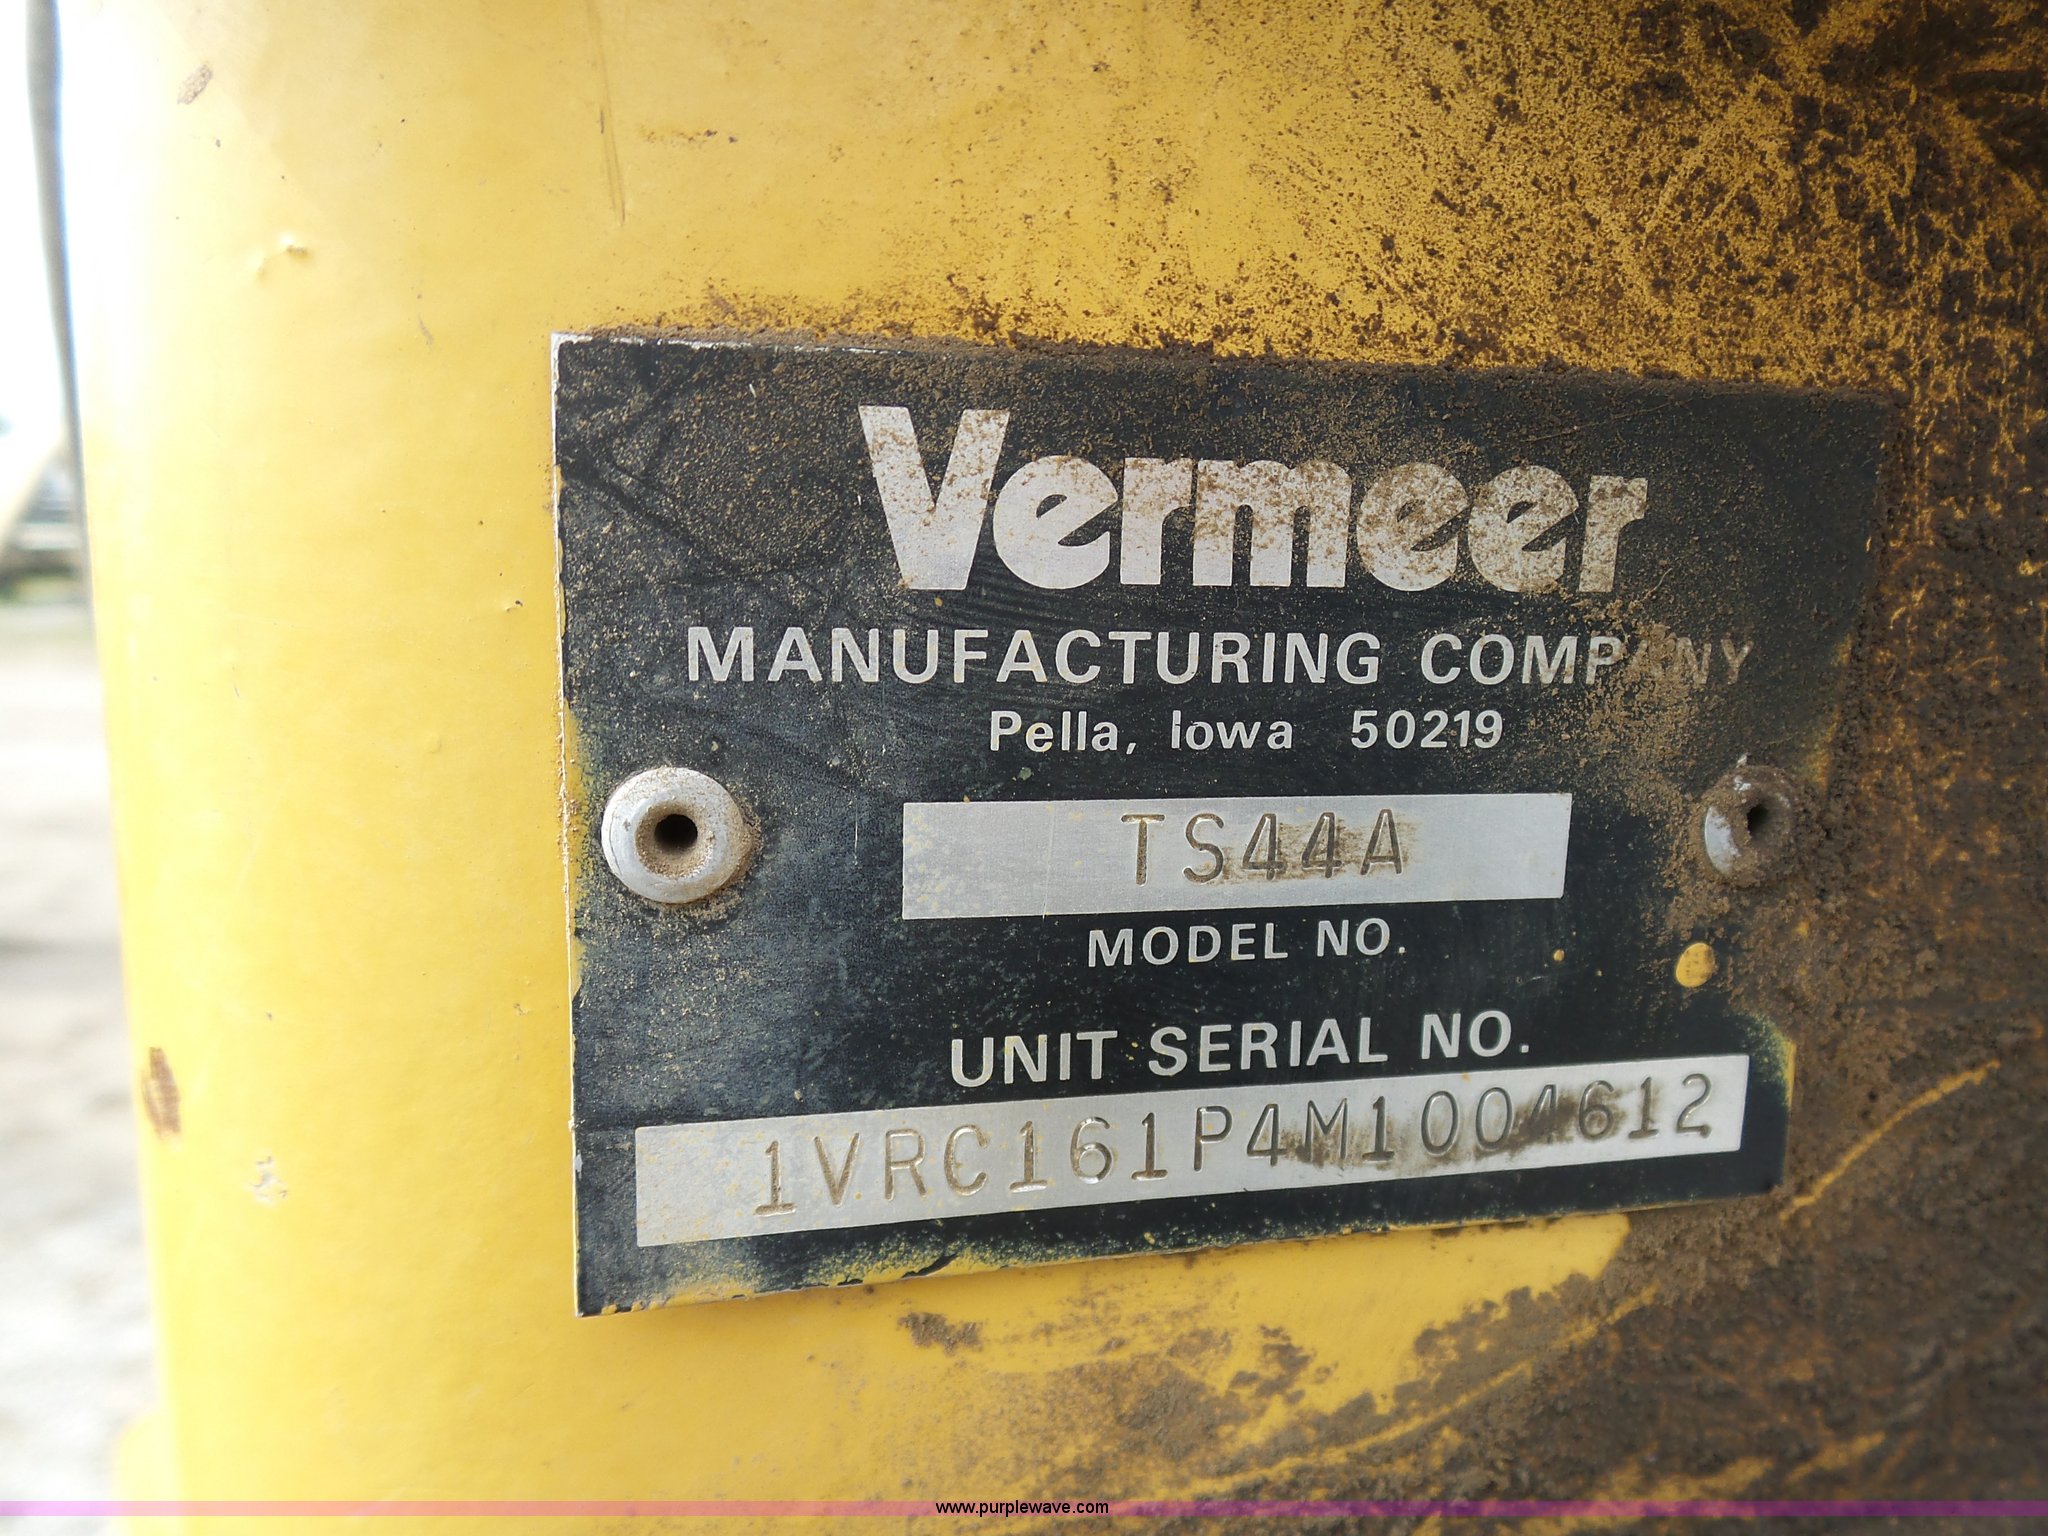 Vermeer
MANUFACTURING COMPANY
Pella, Iowa 50219
TS44A
MODEL NO.
UNIT SERIAL NO.
1VRC161P4M1004612
www.purplewave.com